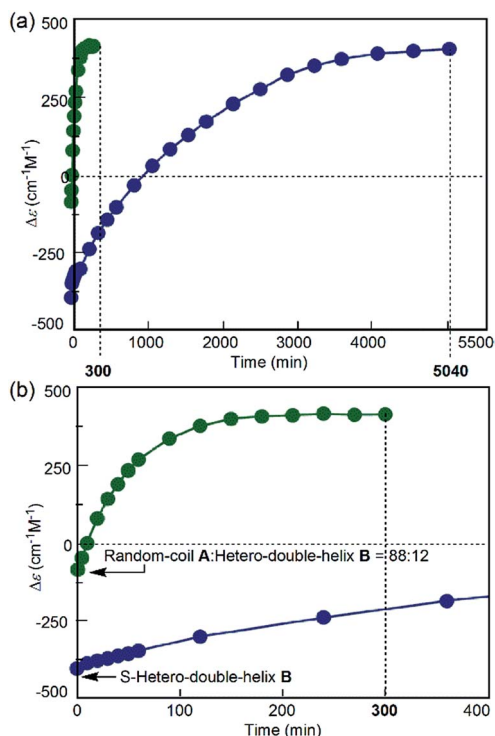 (a)
500
250
0
-250
-500
Δε (cm⁻¹M⁻¹)
0 1000 2000 3000 4000 5500
Time (min)
300 5040
(b)
500
250
0
-250
-500
Δε (cm⁻¹M⁻¹)
Random-coil A:Hetero-double-helix B = 88:12
S-Hetero-double-helix B
0 100 200 300 400
Time (min)